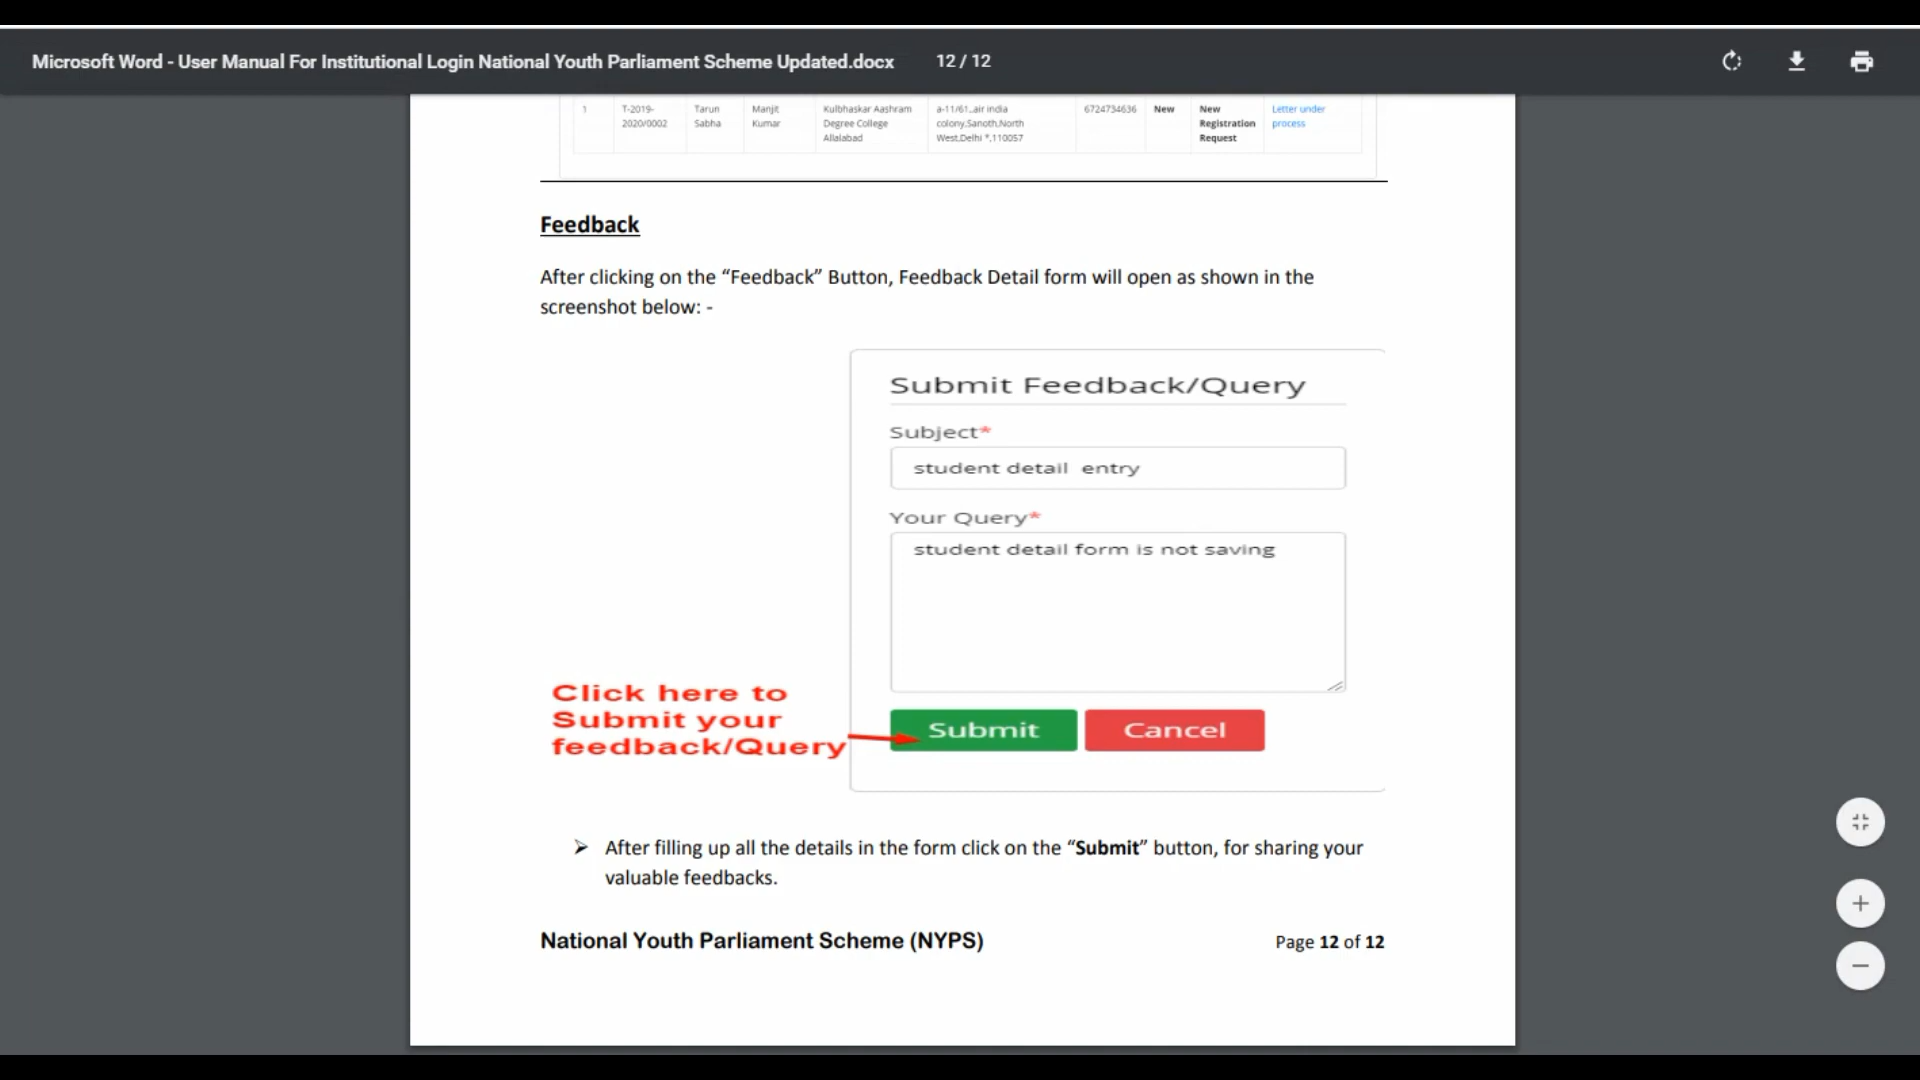 Microsoft Word - User Manual For Institutional Login National Youth Parliament Scheme Updated.docx 12 / 12
1 T-2019- Tarun Manjit Kulbhaskar Aashram a-11/61,,air india 6724734636 New New Letter under
2020/0002 Sabha Kumar Degree College colony,Sanoth,North Registration process
Allalabad West,Delhi *,110057 Request
Feedback
After clicking on the “Feedback” Button, Feedback Detail form will open as shown in the
screenshot below: -
Submit Feedback/Query
Subject*
student detail entry
Your Query*
student detail form is not saving
Click here to
Submit your
feedback/Query
Submit Cancel
➢ After filling up all the details in the form click on the “Submit” button, for sharing your
valuable feedbacks.
National Youth Parliament Scheme (NYPS) Page 12 of 12